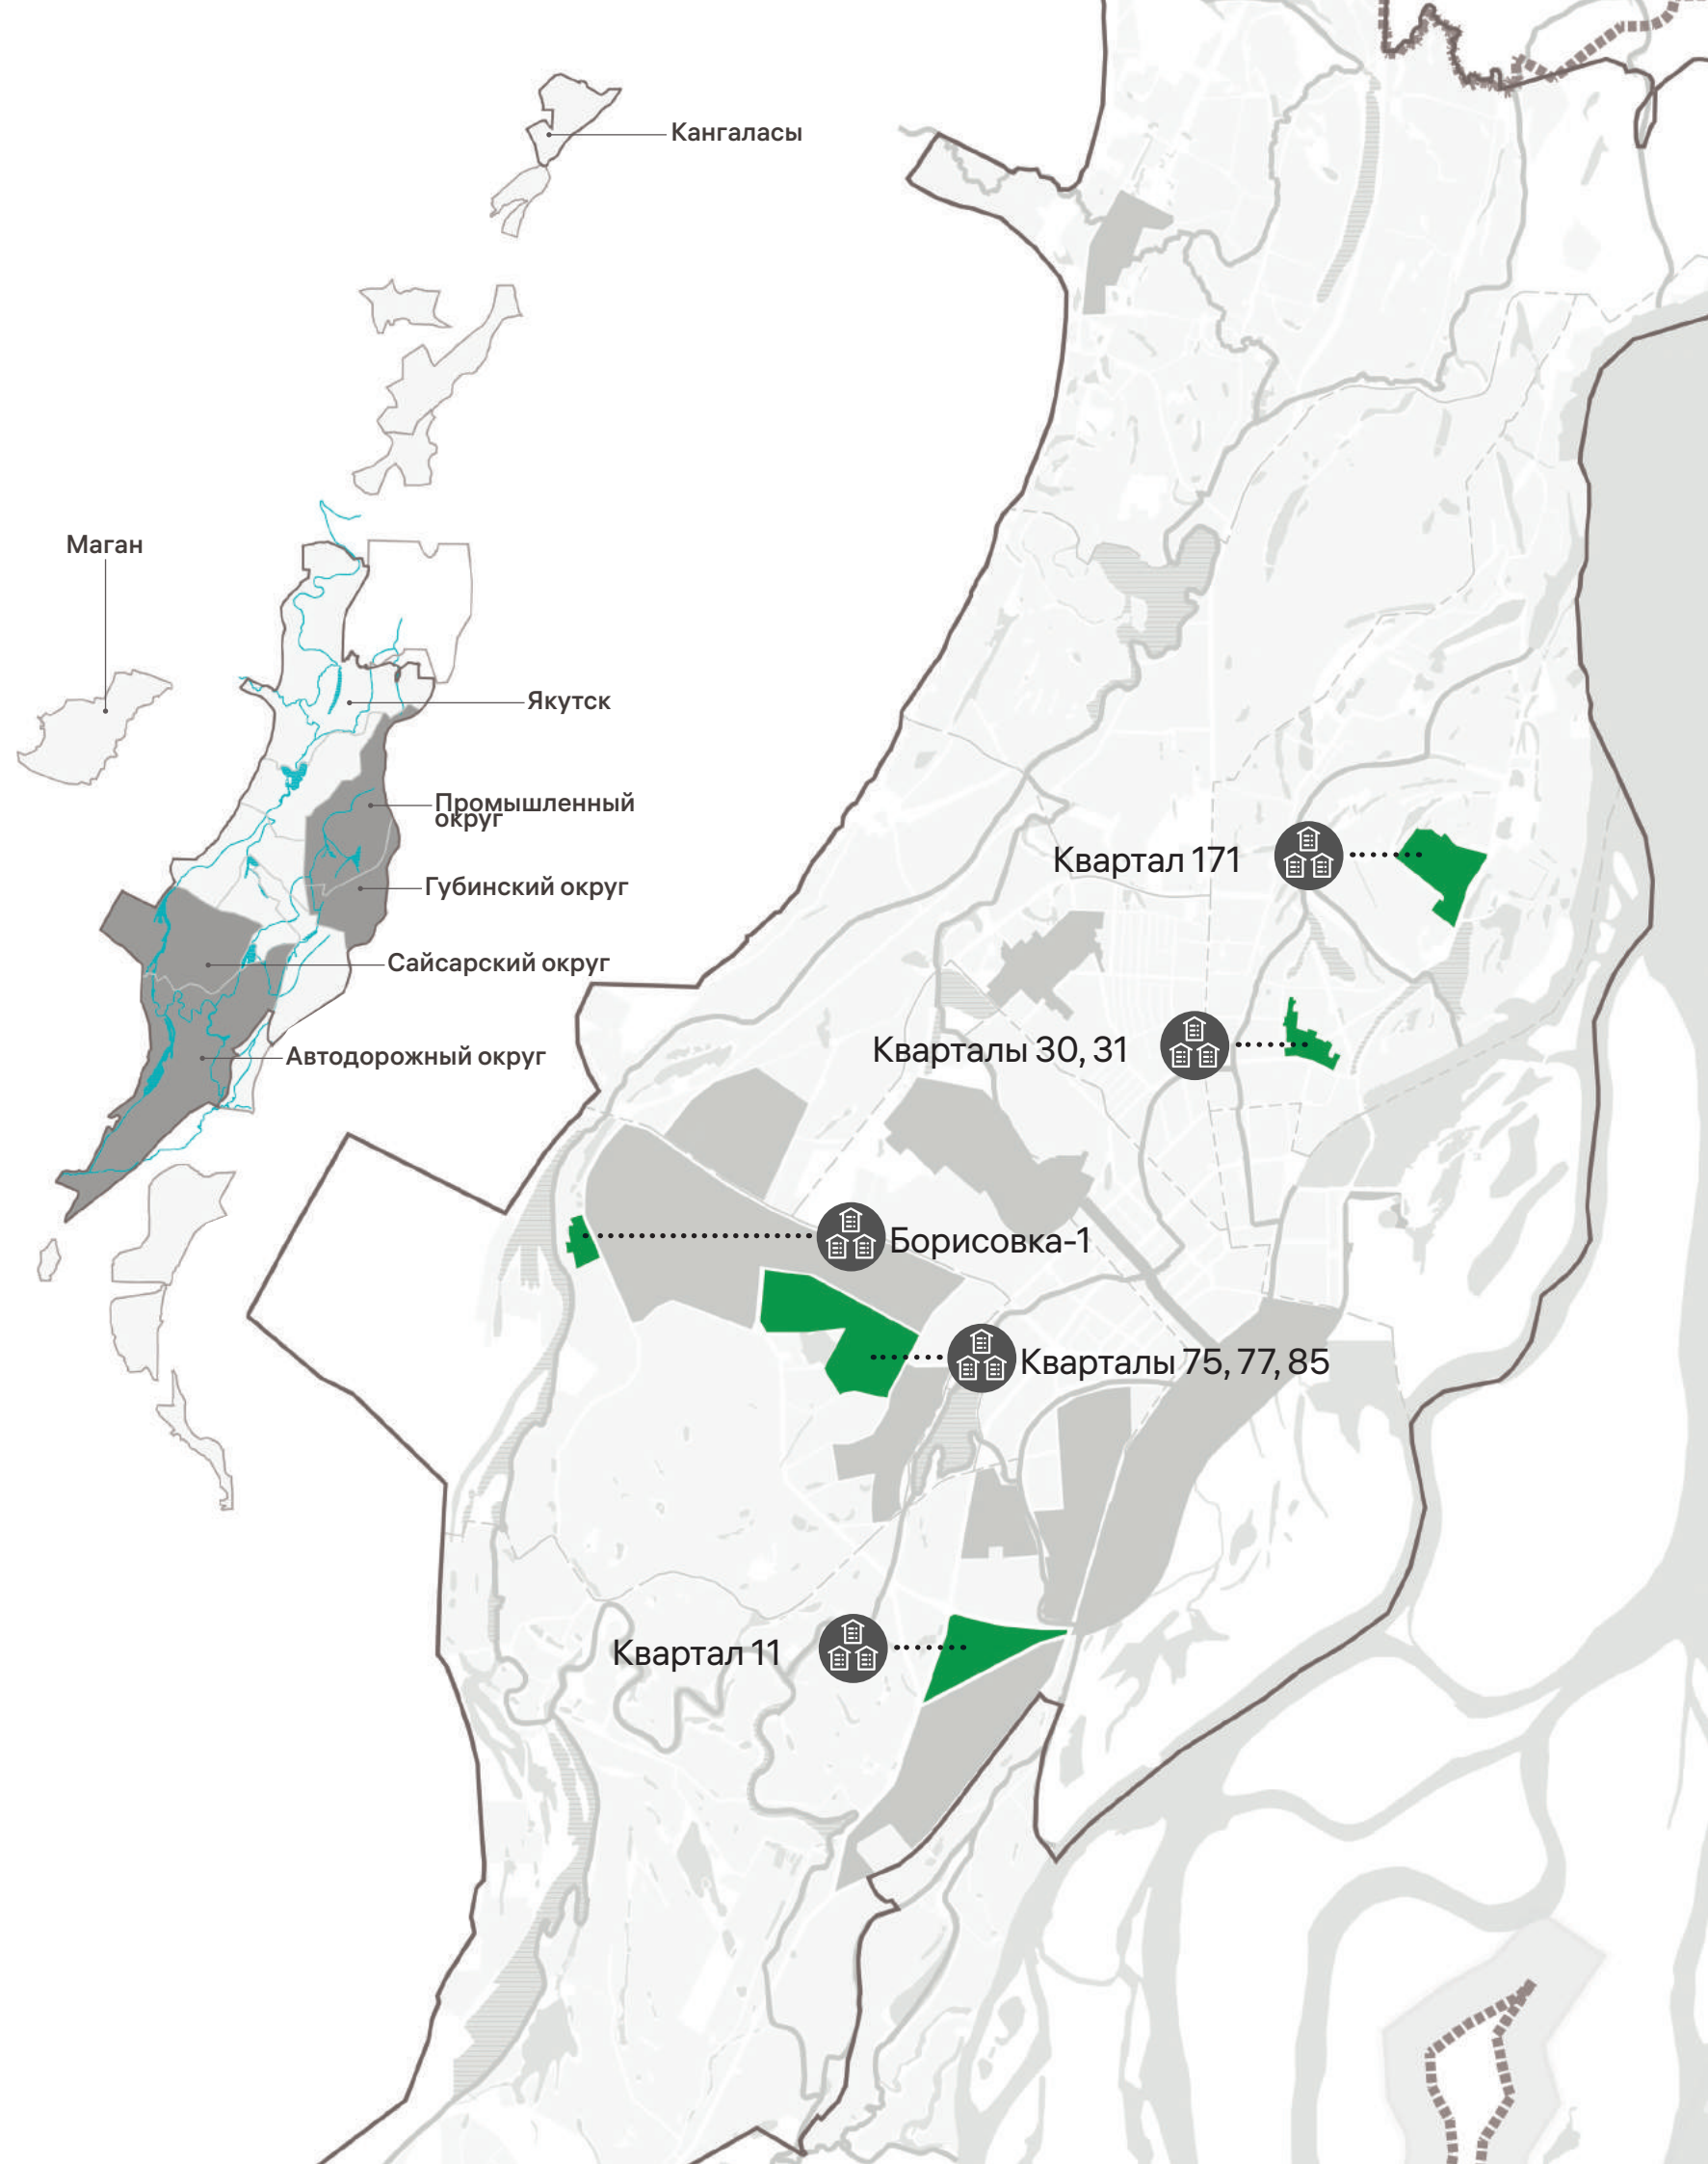 Кангаласы
Маган
Якутск
Промышленный
округ
Губинский округ
Сайсарский округ
Автодорожный округ
Квартал 171
Кварталы 30, 31
Борисовка-1
Кварталы 75, 77, 85
Квартал 11